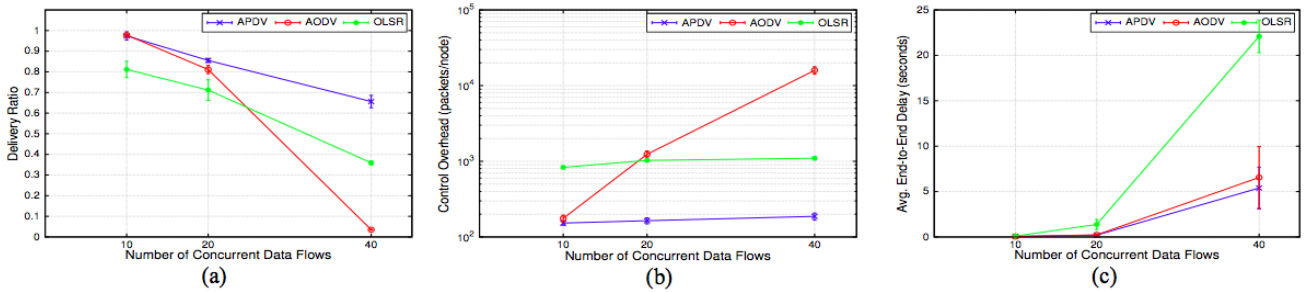 APDV AODV OLSR
1
0.9
0.8
0.7
0.6
0.5
0.4
0.3
0.2
0.1
0
Delivery Ratio
10 20 40
Number of Concurrent Data Flows
(a)
APDV AODV OLSR
10^5
10^4
10^3
10^2
Control Overhead (packets/node)
10 20 40
Number of Concurrent Data Flows
(b)
APDV AODV OLSR
25
20
15
10
5
0
Avg. End-to-End Delay (seconds)
10 20 40
Number of Concurrent Data Flows
(c)